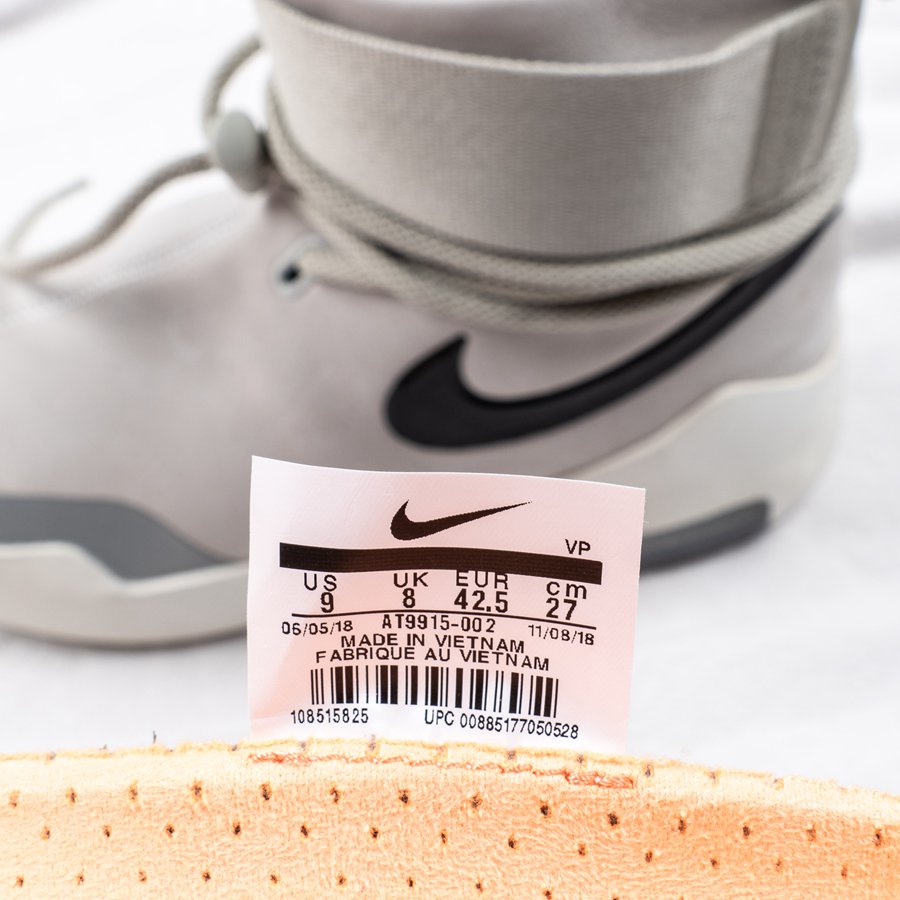 VP
US UK EUR cm
9 8 42.5 27
06/05/18 AT9915-002 11/08/18
MADE IN VIETNAM
FABRIQUE AU VIETNAM
108515825 UPC 00885177050528